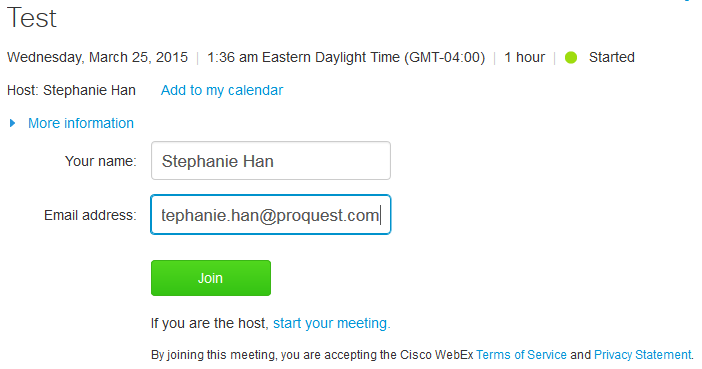 Test
Wednesday, March 25, 2015 | 1:36 am Eastern Daylight Time (GMT-04:00) | 1 hour | Started
Host: Stephanie Han Add to my calendar
More information
Your name: Stephanie Han
Email address: tephanie.han@proquest.com
Join
If you are the host, start your meeting.
By joining this meeting, you are accepting the Cisco WebEx Terms of Service and Privacy Statement.